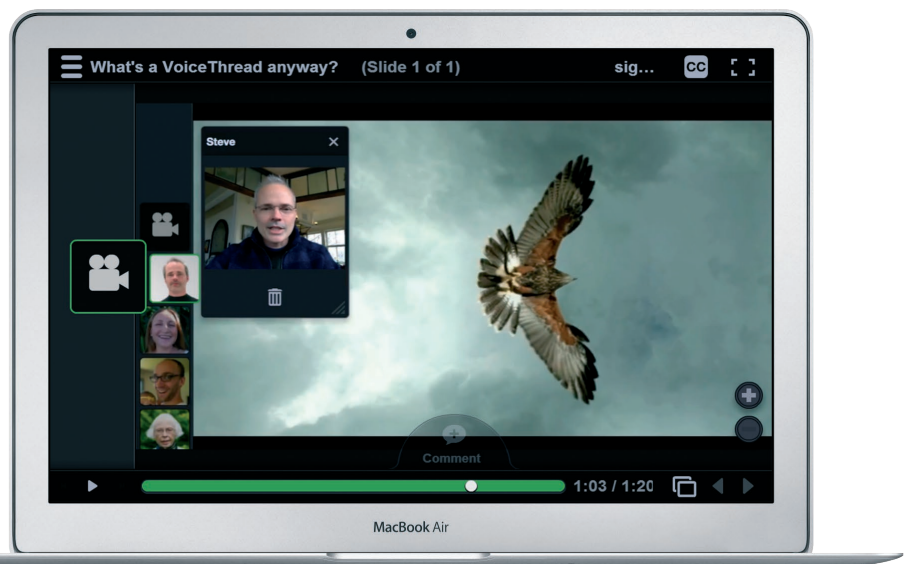 What's a VoiceThread anyway? (Slide 1 of 1) sig... CC
Steve
Comment
1:03 / 1:20
MacBook Air